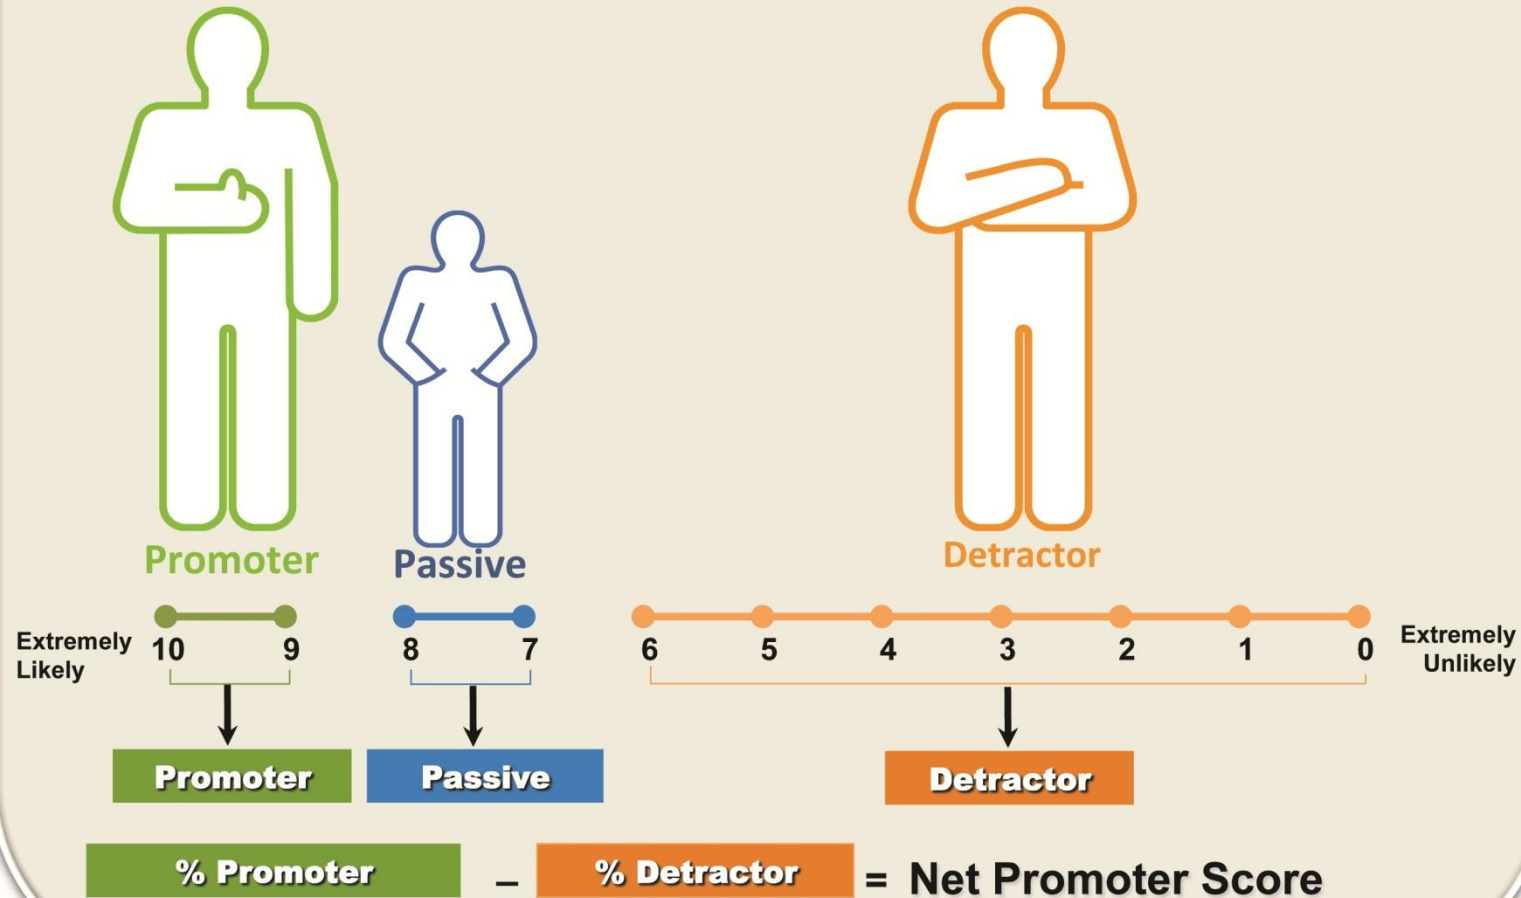 Promoter
Passive
Detractor
Extremely
Likely
10 9 8 7 6 5 4 3 2 1 0
Extremely
Unlikely
Promoter
Passive
Detractor
% Promoter – % Detractor = Net Promoter Score